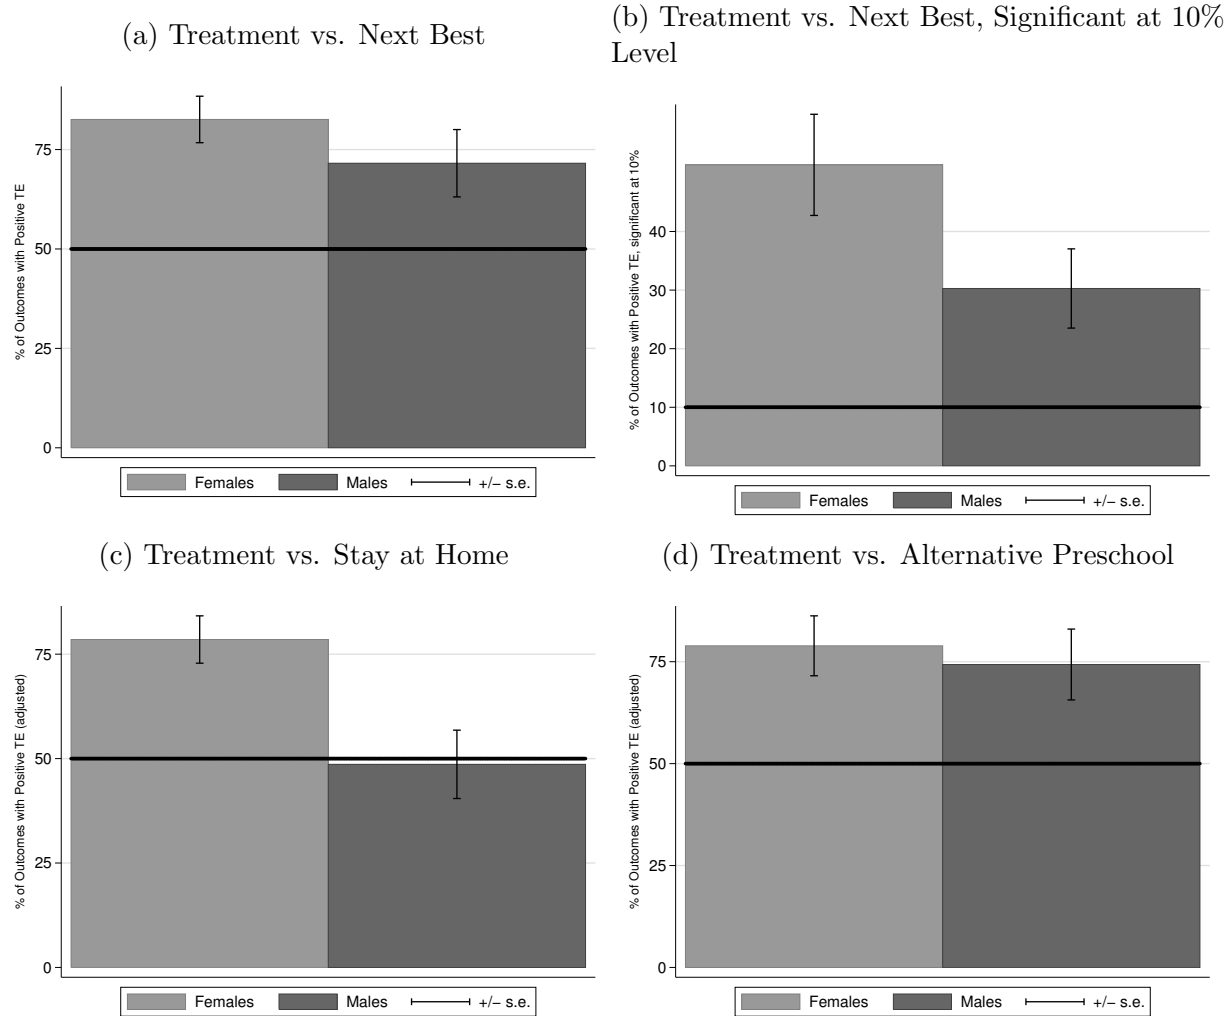 (a) Treatment vs. Next Best
% of Outcomes with Positive TE
75
50
25
0
Females Males +/− s.e.
(b) Treatment vs. Next Best, Significant at 10%
Level
% of Outcomes with Positive TE, significant at 10%
40
30
20
10
0
Females Males +/− s.e.
(c) Treatment vs. Stay at Home
% of Outcomes with Positive TE (adjusted)
75
50
25
0
Females Males +/− s.e.
(d) Treatment vs. Alternative Preschool
% of Outcomes with Positive TE (adjusted)
75
50
25
0
Females Males +/− s.e.